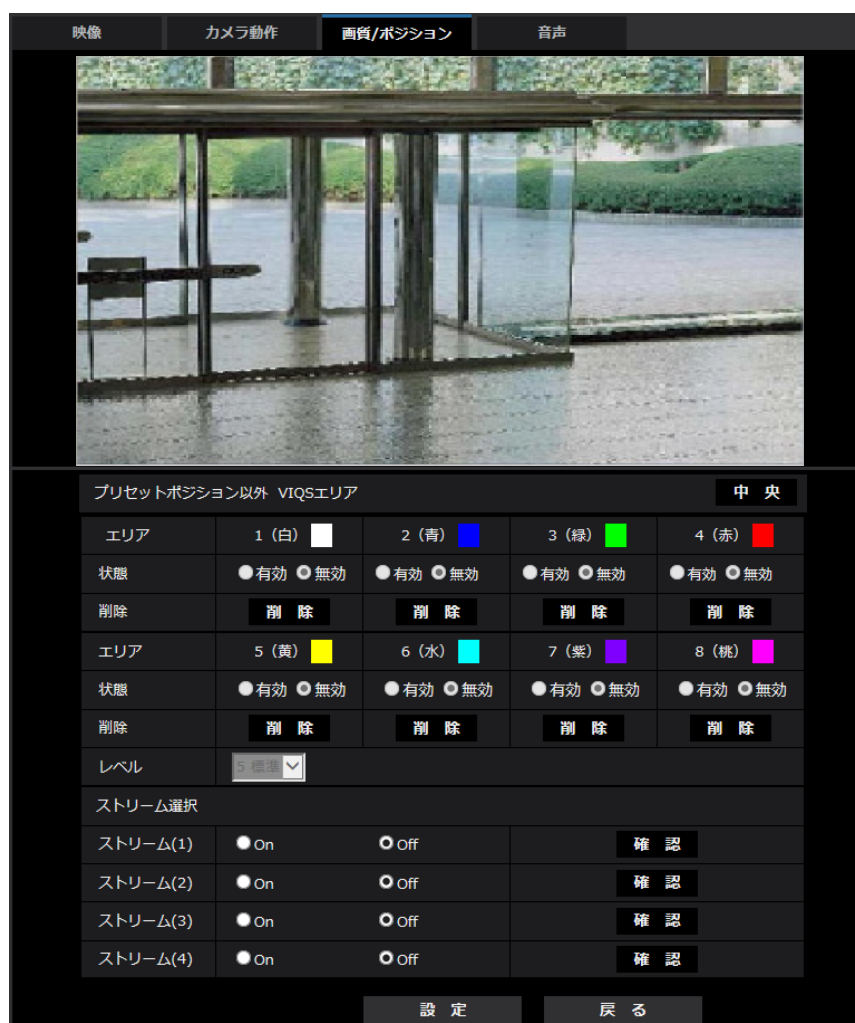 映像 カメラ動作 画質/ポジション 音声
プリセットポジション以外 VIQSエリア 中 央
エリア 1（白） 2（青） 3（緑） 4（赤）
状態 有効 無効 有効 無効 有効 無効 有効 無効
削除 削 除 削 除 削 除 削 除
エリア 5（黄） 6（水） 7（紫） 8（桃）
状態 有効 無効 有効 無効 有効 無効 有効 無効
削除 削 除 削 除 削 除 削 除
レベル 5 標準
ストリーム選択
ストリーム(1) On Off 確 認
ストリーム(2) On Off 確 認
ストリーム(3) On Off 確 認
ストリーム(4) On Off 確 認
設 定 戻 る